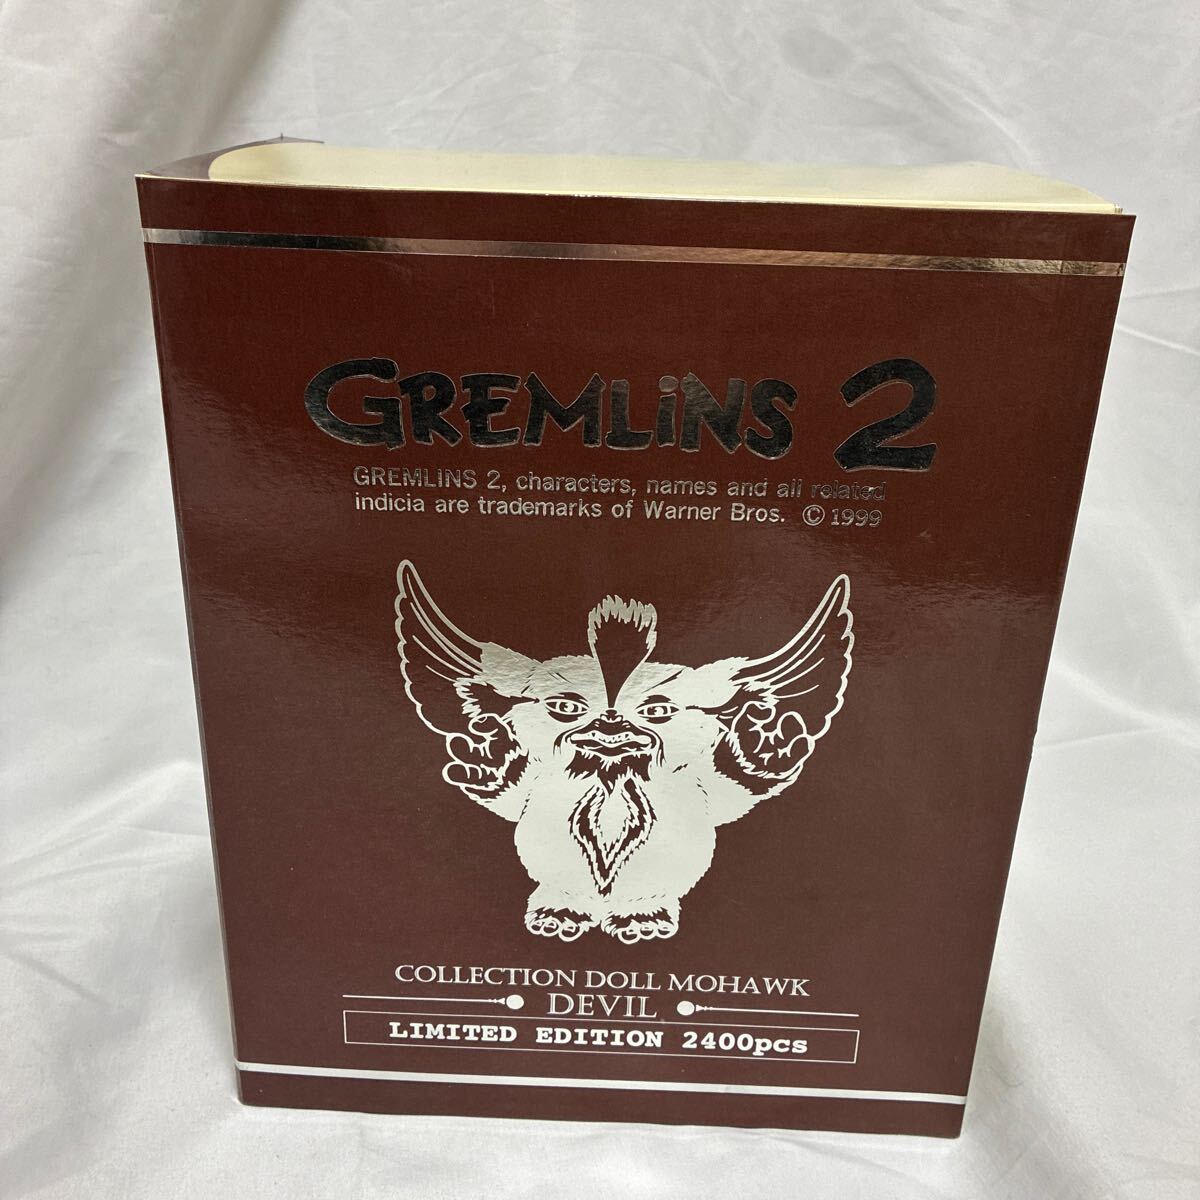 GREMLiNS 2
GREMLINS 2, characters, names and all related
indicia are trademarks of Warner Bros. © 1999
COLLECTION DOLL MOHAWK
DEVIL
LIMITED EDITION 2400pcs